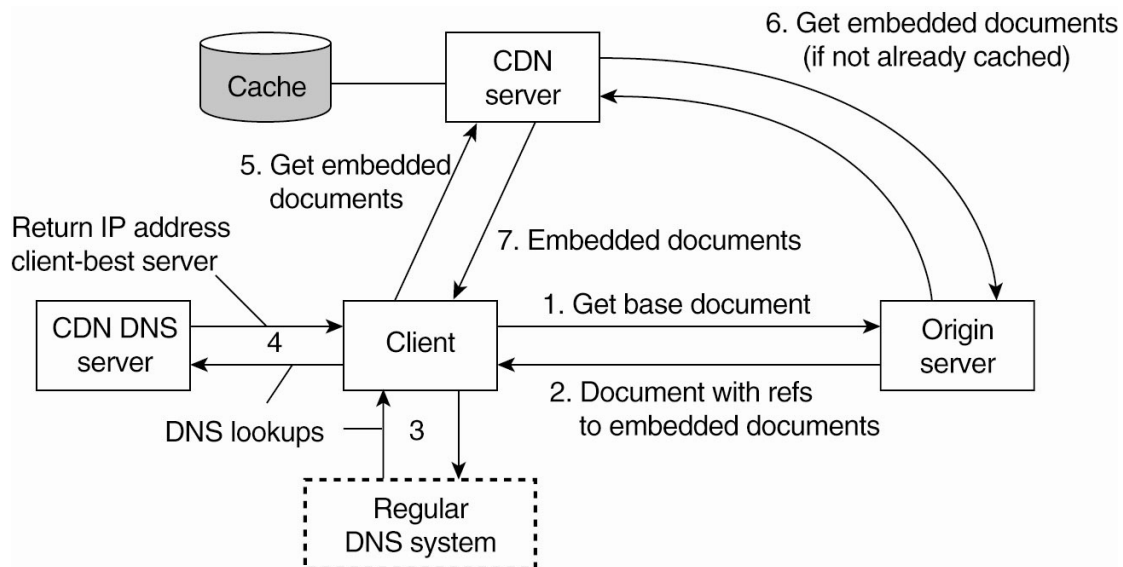 6. Get embedded documents
(if not already cached)
CDN
server
Cache
5. Get embedded
documents
Return IP address
client-best server
7. Embedded documents
1. Get base document
CDN DNS
server
4
Client
Origin
server
2. Document with refs
to embedded documents
DNS lookups
3
Regular
DNS system